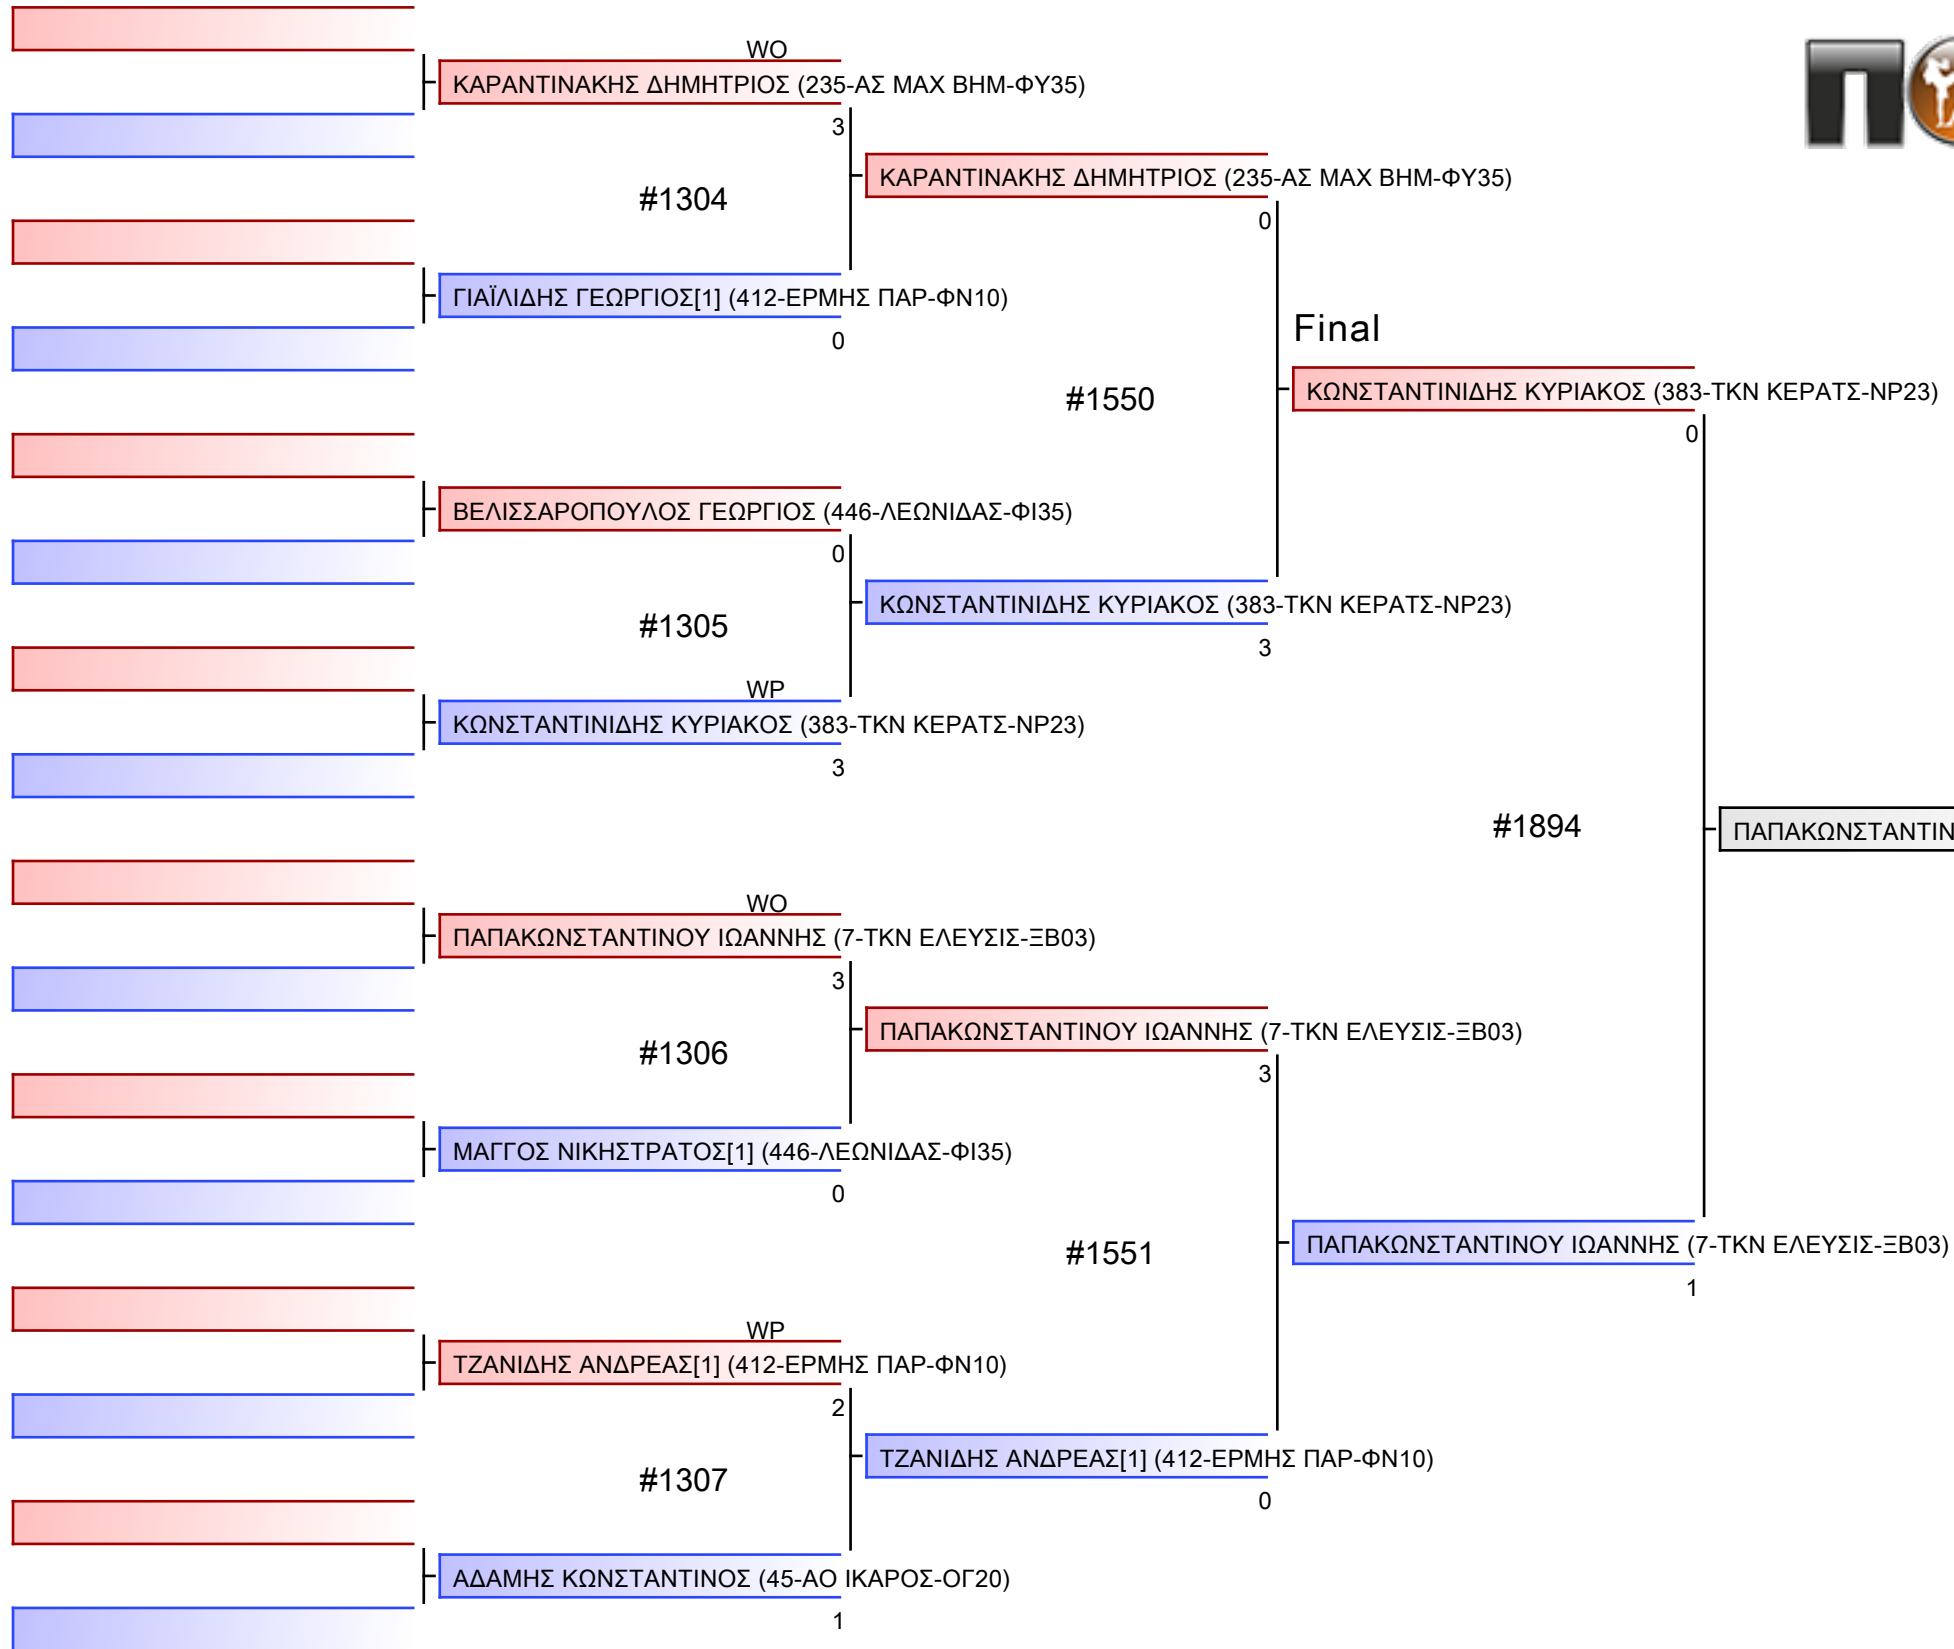 WO
ΚΑΡΑΝΤΙΝΑΚΗΣ ΔΗΜΗΤΡΙΟΣ (235-ΑΣ ΜΑΧ ΒΗΜ-ΦΥ35)
3
#1304
ΓΙΑΪΛΙΔΗΣ ΓΕΩΡΓΙΟΣ[1] (412-ΕΡΜΗΣ ΠΑΡ-ΦΝ10)
0
ΒΕΛΙΣΣΑΡΟΠΟΥΛΟΣ ΓΕΩΡΓΙΟΣ (446-ΛΕΩΝΙΔΑΣ-ΦΙ35)
0
#1305
WP
ΚΩΝΣΤΑΝΤΙΝΙΔΗΣ ΚΥΡΙΑΚΟΣ (383-ΤΚΝ ΚΕΡΑΤΣ-ΝΡ23)
3
WO
ΠΑΠΑΚΩΝΣΤΑΝΤΙΝΟΥ ΙΩΑΝΝΗΣ (7-ΤΚΝ ΕΛΕΥΣΙΣ-ΞΒ03)
3
#1306
ΜΑΓΓΟΣ ΝΙΚΗΣΤΡΑΤΟΣ[1] (446-ΛΕΩΝΙΔΑΣ-ΦΙ35)
0
WP
ΤΖΑΝΙΔΗΣ ΑΝΔΡΕΑΣ[1] (412-ΕΡΜΗΣ ΠΑΡ-ΦΝ10)
2
#1307
ΑΔΑΜΗΣ ΚΩΝΣΤΑΝΤΙΝΟΣ (45-ΑΟ ΙΚΑΡΟΣ-ΟΓ20)
1
ΚΑΡΑΝΤΙΝΑΚΗΣ ΔΗΜΗΤΡΙΟΣ (235-ΑΣ ΜΑΧ ΒΗΜ-ΦΥ35)
0
#1550
ΚΩΝΣΤΑΝΤΙΝΙΔΗΣ ΚΥΡΙΑΚΟΣ (383-ΤΚΝ ΚΕΡΑΤΣ-ΝΡ23)
3
ΠΑΠΑΚΩΝΣΤΑΝΤΙΝΟΥ ΙΩΑΝΝΗΣ (7-ΤΚΝ ΕΛΕΥΣΙΣ-ΞΒ03)
3
#1551
ΤΖΑΝΙΔΗΣ ΑΝΔΡΕΑΣ[1] (412-ΕΡΜΗΣ ΠΑΡ-ΦΝ10)
0
Final
ΚΩΝΣΤΑΝΤΙΝΙΔΗΣ ΚΥΡΙΑΚΟΣ (383-ΤΚΝ ΚΕΡΑΤΣ-ΝΡ23)
0
#1894
ΠΑΠΑΚΩΝΣΤΑΝΤΙΝΟΥ ΙΩΑΝΝΗΣ (7-ΤΚΝ ΕΛΕΥΣΙΣ-ΞΒ03)
1